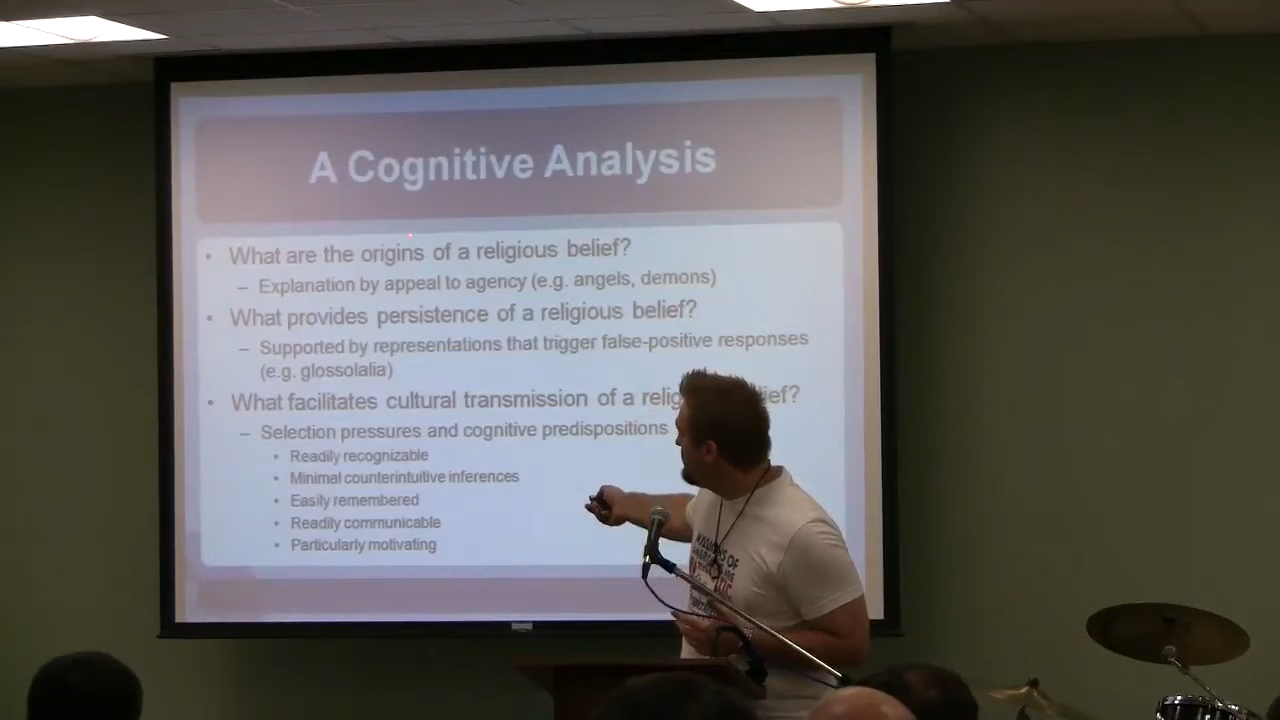 A Cognitive Analysis
• What are the origins of a religious belief?
– Explanation by appeal to agency (e.g. angels, demons)
• What provides persistence of a religious belief?
– Supported by representations that trigger false-positive responses
(e.g. glossolalia)
• What facilitates cultural transmission of a relig ief?
– Selection pressures and cognitive predispositions
• Readily recognizable
• Minimal counterintuitive inferences
• Easily remembered
• Readily communicable
• Particularly motivating